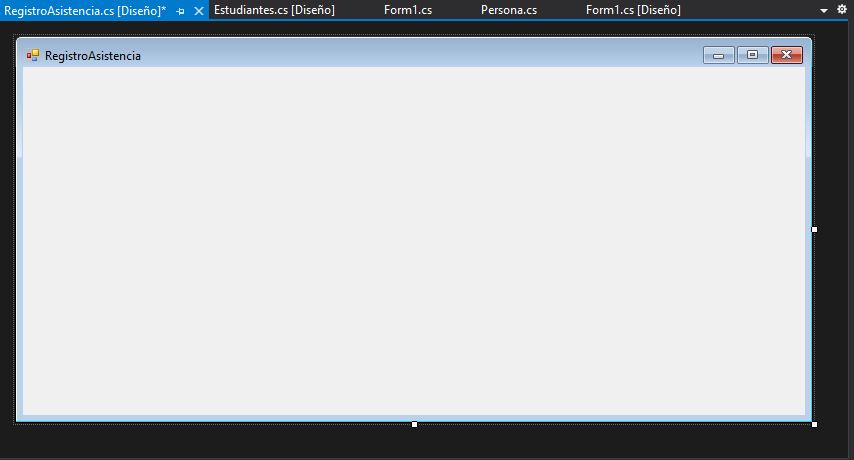 RegistroAsistencia.cs [Diseño]* Estudiantes.cs [Diseño] Form1.cs Persona.cs Form1.cs [Diseño]
RegistroAsistencia